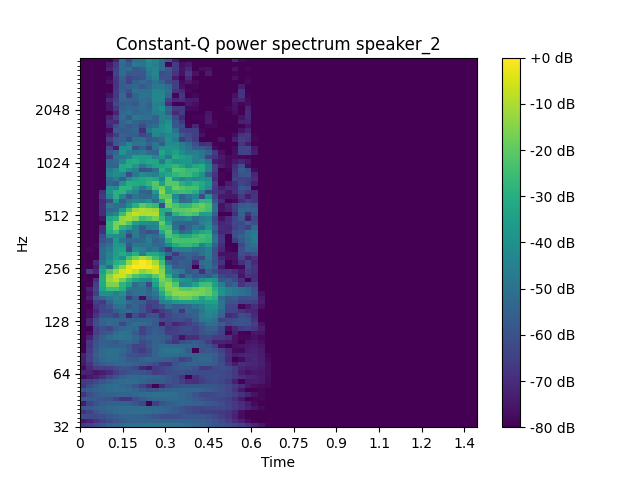 Constant-Q power spectrum speaker_2
Hz
2048
1024
512
256
128
64
32
0 0.15 0.3 0.45 0.6 0.75 0.9 1.1 1.2 1.4
Time
+0 dB
-10 dB
-20 dB
-30 dB
-40 dB
-50 dB
-60 dB
-70 dB
-80 dB